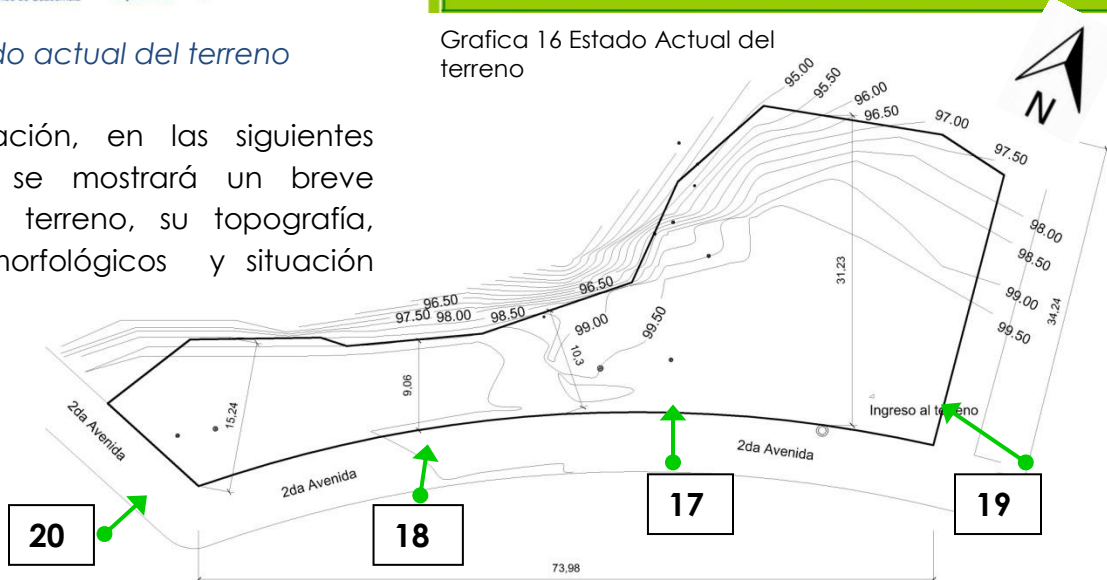 do actual del terreno
ación, en las siguientes
se mostrará un breve
terreno, su topografía,
morfológicos y situación
Grafica 16 Estado Actual del
terreno
N
95.00
95.50
96.00
96.50
97.00
97.50
98.00
98.50
99.00
99.50
34,24
31,23
96.50
96.50
97.50 98.00 98.50
99.00
99.50
10,3
9,06
15,24
Ingreso al terreno
2da Avenida
2da Avenida
2da Avenida
20
18
17
19
73,98